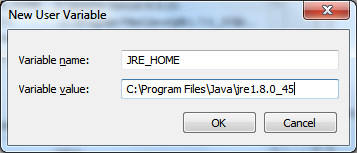 New User Variable
Variable name:
JRE_HOME
Variable value:
C:\Program Files\Java\jre1.8.0_45
OK
Cancel